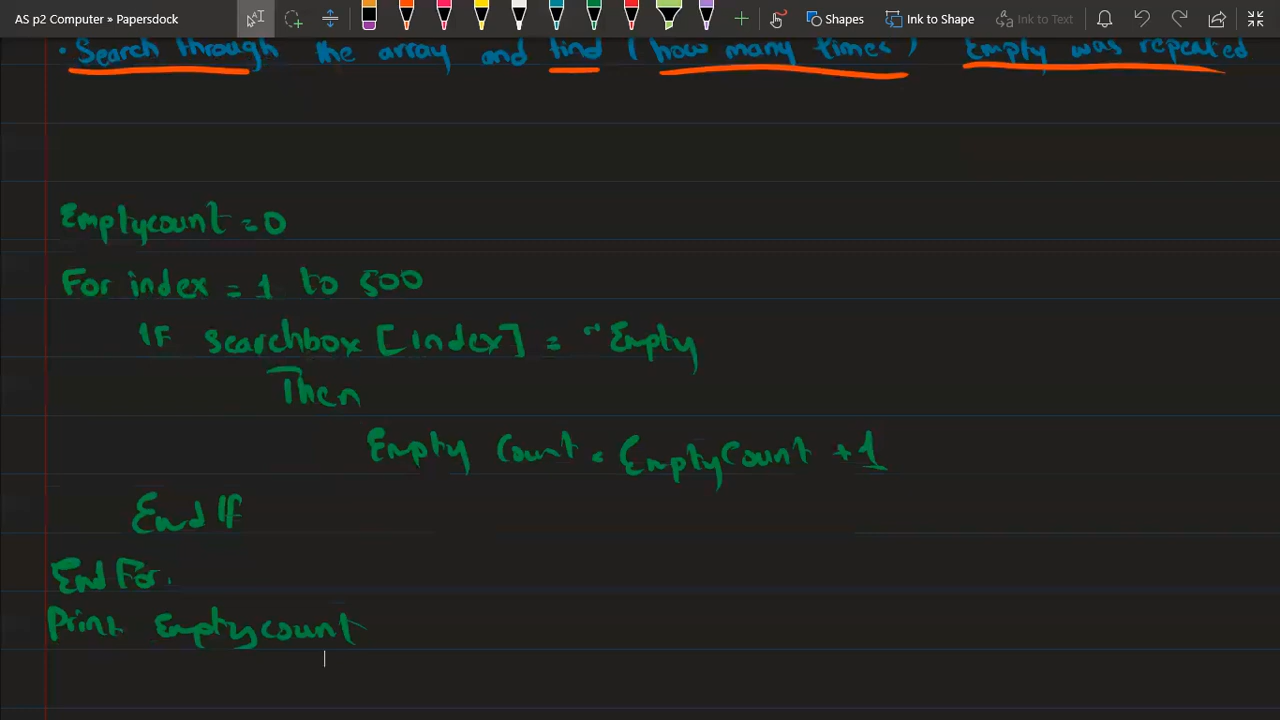 AS p2 Computer » Papersdock
Shapes
Ink to Shape
Ink to Text
• Search through the array and find ( how many times ) Empty was repeated
Emptycount = 0
For index = 1 to 500
If searchbox [index] = "Empty
Then
Empty Count = EmptyCount + 1
End If
End For.
Print Emptycount